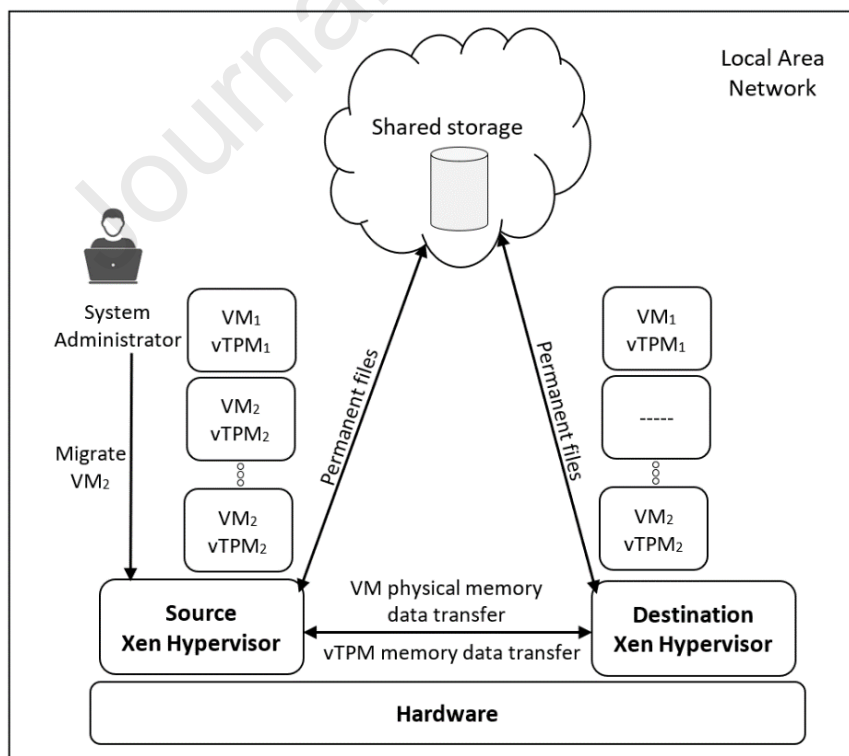 Journal
Local Area
Network
Shared storage
System
Administrator
Migrate
VM₂
VM₁
vTPM₁
VM₂
vTPM₂
VM₂
vTPM₂
Permanent files
Permanent files
VM₁
vTPM₁
-----
VM₂
vTPM₂
Source
Xen Hypervisor
VM physical memory
data transfer
vTPM memory data transfer
Destination
Xen Hypervisor
Hardware